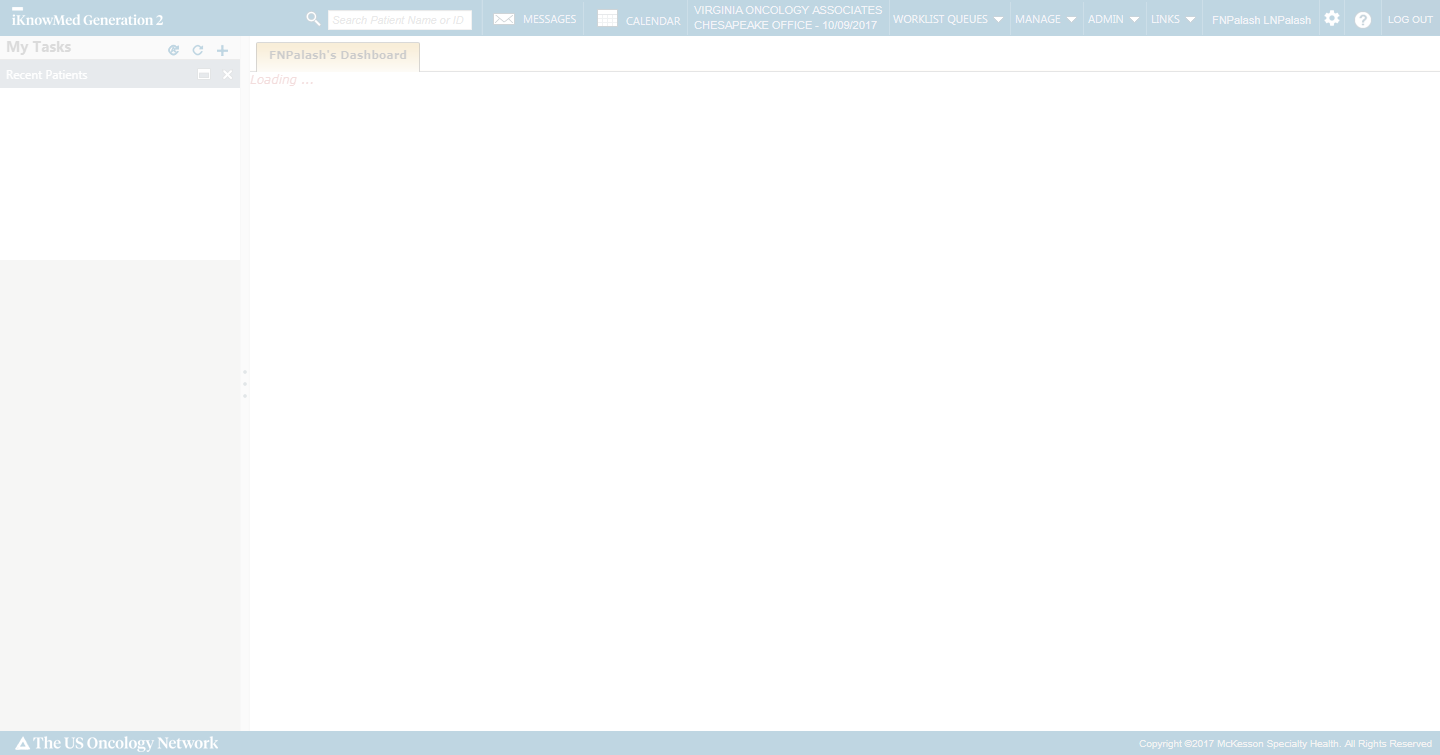 iKnowMed Generation 2
Search Patient Name or ID
MESSAGES
CALENDAR
VIRGINIA ONCOLOGY ASSOCIATES
CHESAPEAKE OFFICE - 10/09/2017
WORKLIST QUEUES
MANAGE
ADMIN
LINKS
FNPalash LNPalash
LOG OUT
My Tasks
FNPalash's Dashboard
Recent Patients
Loading ...
The US Oncology Network
Copyright ©2017 McKesson Specialty Health. All Rights Reserved